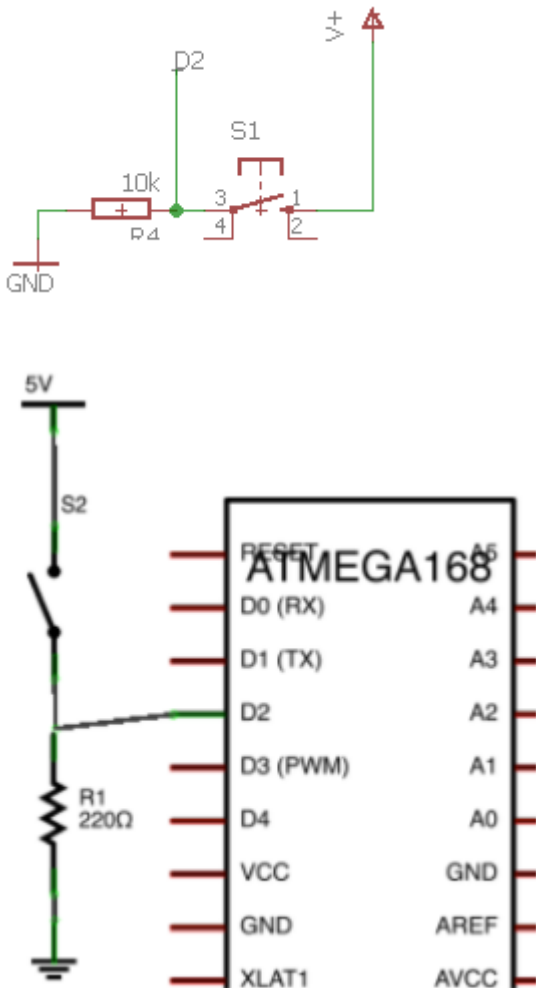 V+
D2
S1
10k
3 1
4 2
R4
GND
5V
S2
RESET A5
ATMEGA168
D0 (RX) A4
D1 (TX) A3
D2 A2
D3 (PWM) A1
R1
220Ω
D4 A0
VCC GND
GND AREF
XLAT1 AVCC